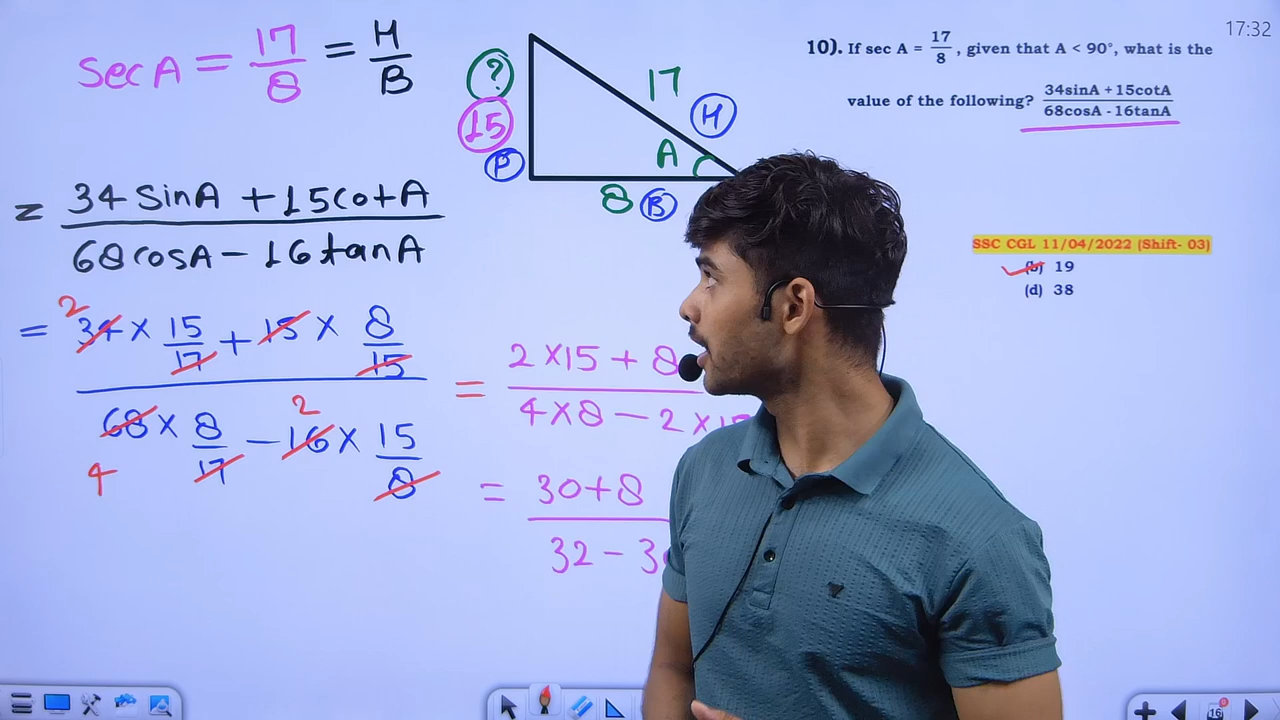 17:32
sec A = 17/8 = H/B
?
15
P
17
H
A
8 B
10). If sec A = 17/8, given that A < 90°, what is the
value of the following? (34sinA + 15cotA)/(68cosA - 16tanA)
SSC CGL 11/04/2022 (Shift- 03)
(b) 19
(d) 38
= (34 sinA + 15cotA)/(68cosA - 16tanA)
2 2
= (34 × 15/17 + 15 × 8/15)/(68 × 8/17 - 16 × 15/8)
4
= (2×15 + 8)/(4×8 - 2×15)
= (30+8)/(32-30)
16